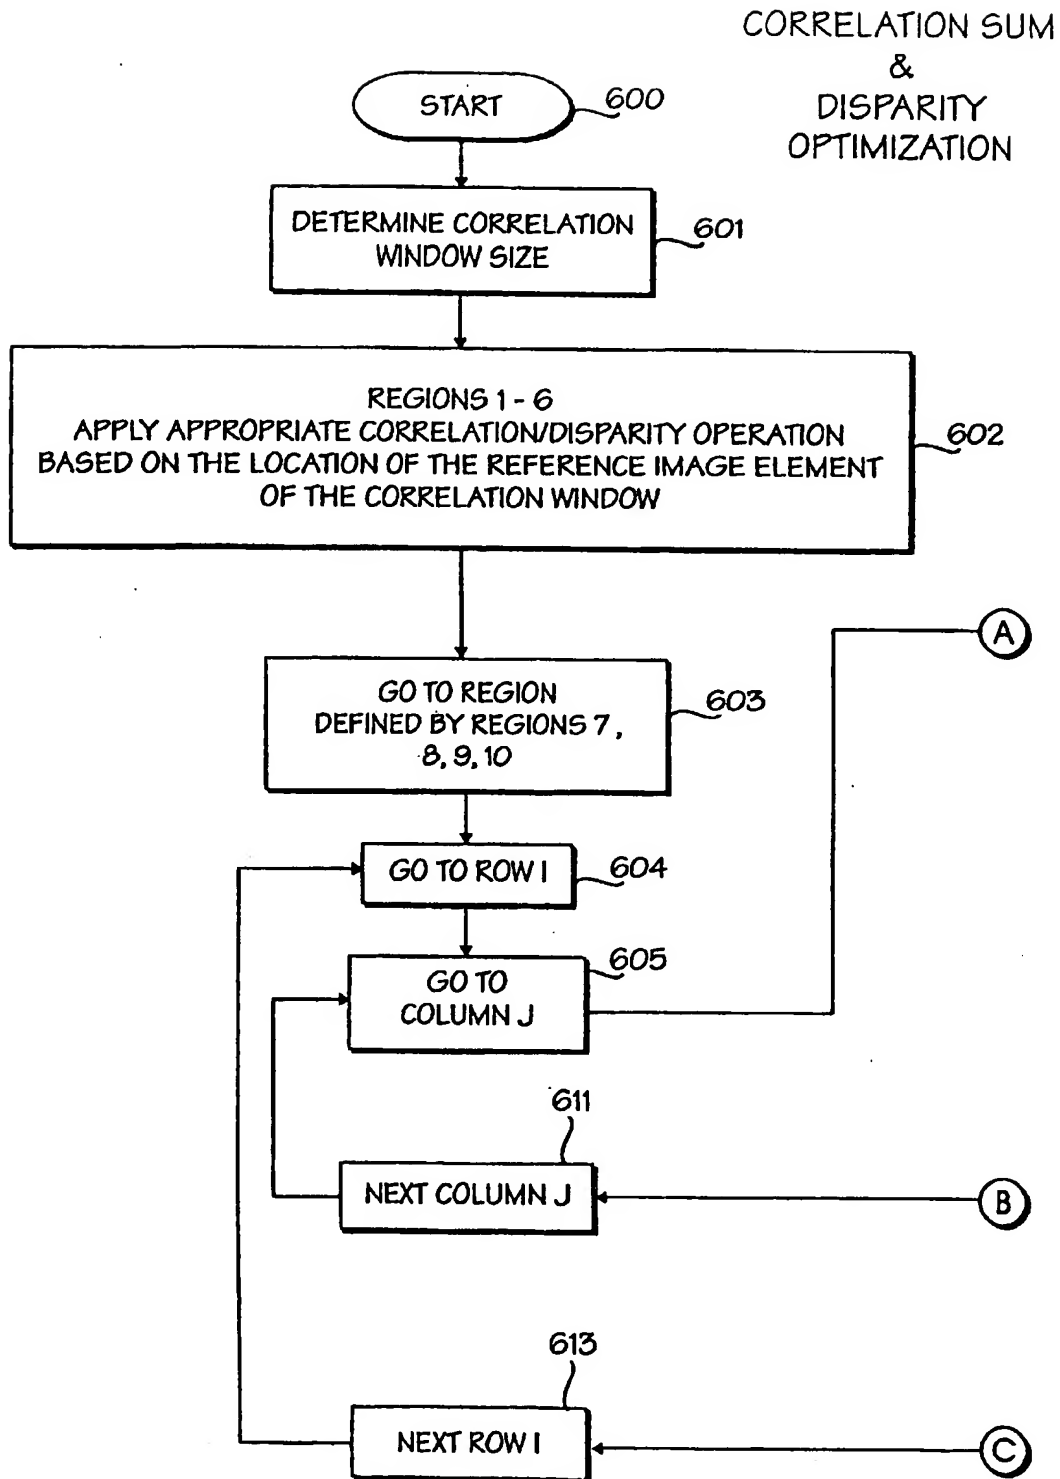 CORRELATION SUM
&
DISPARITY
OPTIMIZATION
START
600
DETERMINE CORRELATION
WINDOW SIZE
601
REGIONS 1 - 6
APPLY APPROPRIATE CORRELATION/DISPARITY OPERATION
BASED ON THE LOCATION OF THE REFERENCE IMAGE ELEMENT
OF THE CORRELATION WINDOW
602
A
GO TO REGION
DEFINED BY REGIONS 7,
8, 9, 10
603
GO TO ROW I
604
GO TO
COLUMN J
605
611
NEXT COLUMN J
B
613
NEXT ROW I
C